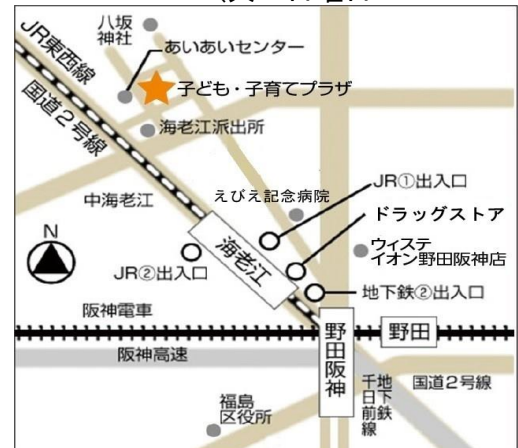 八坂
神社
あいあいセンター
JR東西線
国道2号線
子ども・子育てプラザ
海老江派出所
中海老江
えびえ記念病院
JR①出入口
ドラッグストア
N
海老江
ウィステ
イオン野田阪神店
JR②出入口
地下鉄②出入口
阪神電車
野田阪神
野田
阪神高速
福島
区役所
地下鉄
千日前線
国道2号線